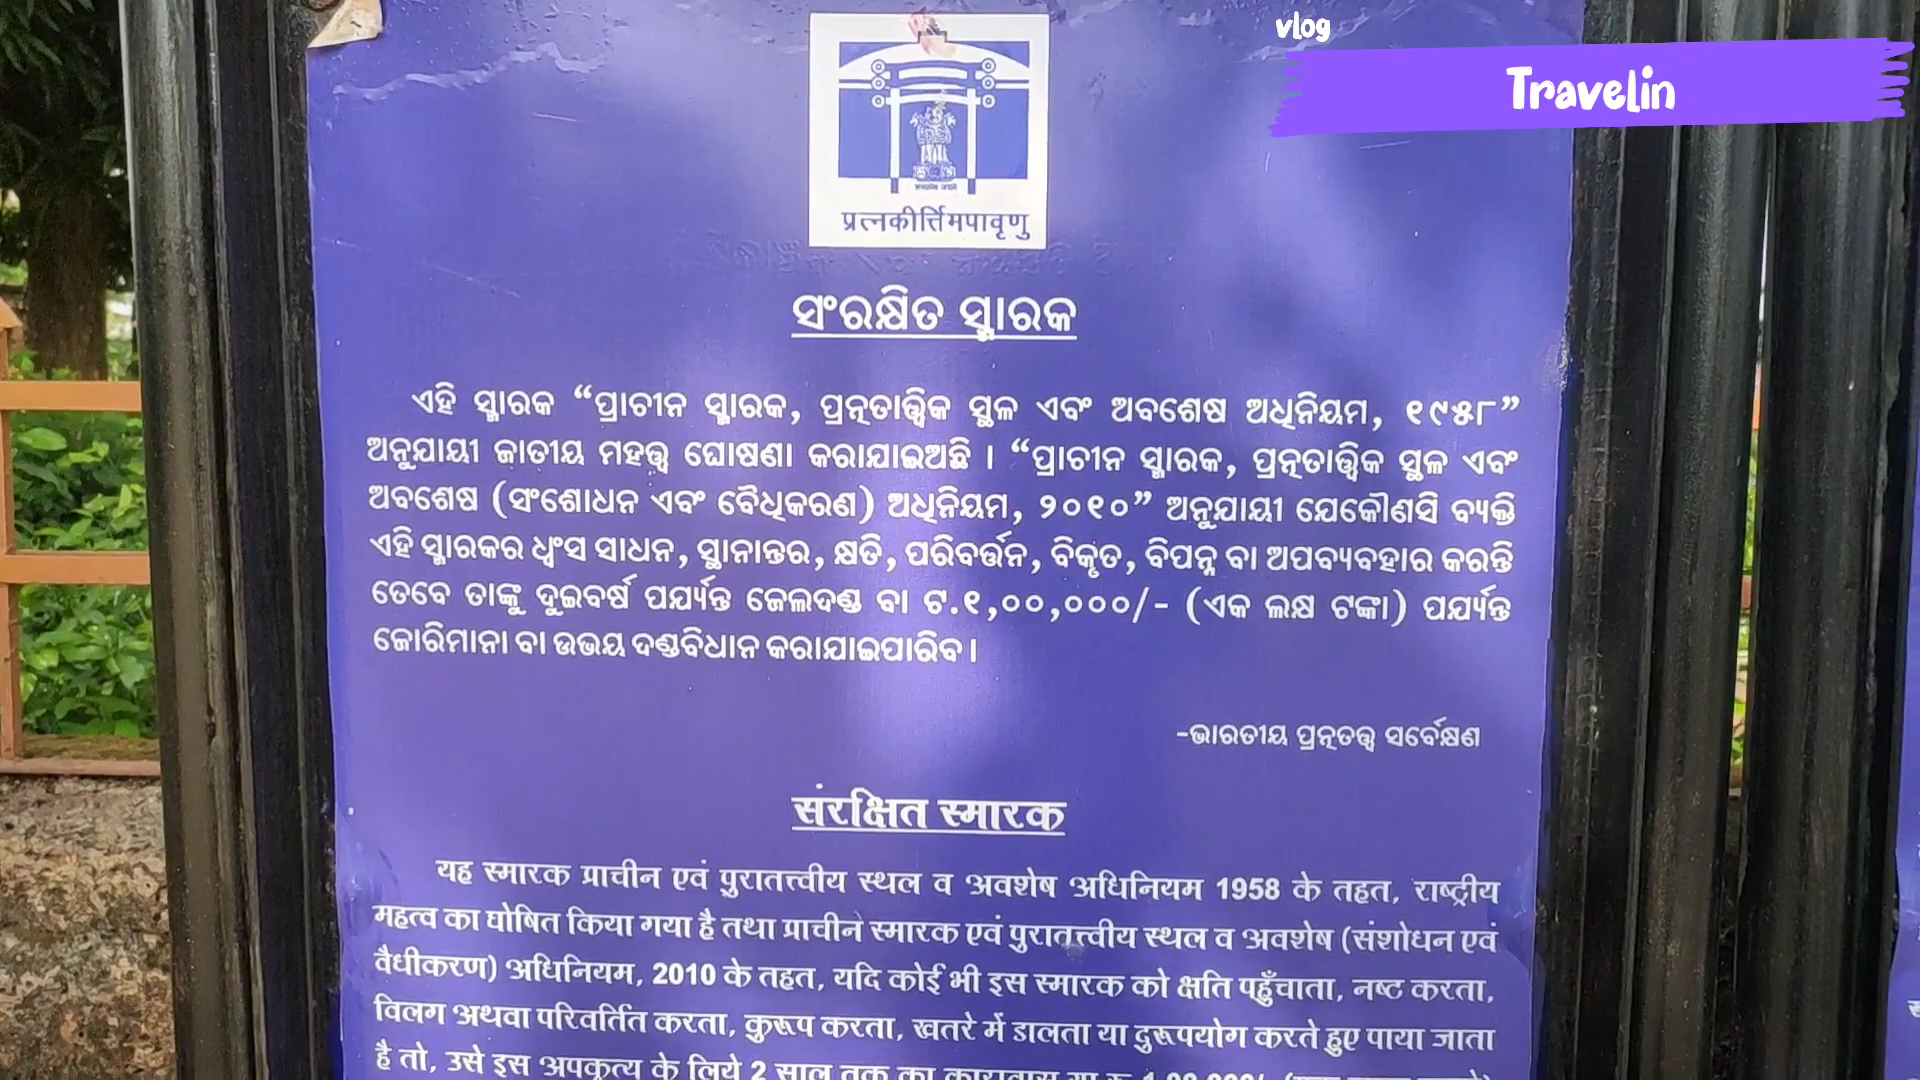 vlog
Travelin
प्रत्नकीर्त्तिमपावृणु
ସଂରକ୍ଷିତ ସ୍ମାରକ
ଏହି ସ୍ମାରକ “ପ୍ରାଚୀନ ସ୍ମାରକ, ପ୍ରତ୍ନତାତ୍ତ୍ୱିକ ସ୍ଥଳ ଏବଂ ଅବଶେଷ ଅଧିନିୟମ, ୧୯୫୮”
ଅନୁଯାୟୀ ଜାତୀୟ ମହତ୍ତ୍ୱ ଘୋଷଣା କରାଯାଇଅଛି । “ପ୍ରାଚୀନ ସ୍ମାରକ, ପ୍ରତ୍ନତାତ୍ତ୍ୱିକ ସ୍ଥଳ ଏବଂ
ଅବଶେଷ (ସଂଶୋଧନ ଏବଂ ବୈଧିକରଣ) ଅଧିନିୟମ, ୨୦୧୦” ଅନୁଯାୟୀ ଯେକୌଣସି ବ୍ୟକ୍ତି
ଏହି ସ୍ମାରକର ଧ୍ୱଂସ ସାଧନ, ସ୍ଥାନାନ୍ତର, କ୍ଷତି, ପରିବର୍ତ୍ତନ, ବିକୃତ, ବିପନ୍ନ ବା ଅପବ୍ୟବହାର କରନ୍ତି
ତେବେ ତାଙ୍କୁ ଦୁଇବର୍ଷ ପର୍ଯ୍ୟନ୍ତ ଜେଲଦଣ୍ଡ ବା ଟ.୧,୦୦,୦୦୦/- (ଏକ ଲକ୍ଷ ଟଙ୍କା) ପର୍ଯ୍ୟନ୍ତ
ଜୋରିମାନା ବା ଉଭୟ ଦଣ୍ଡବିଧାନ କରାଯାଇପାରିବ ।
-ଭାରତୀୟ ପ୍ରତ୍ନତତ୍ତ୍ୱ ସର୍ବେକ୍ଷଣ
संरक्षित स्मारक
यह स्मारक प्राचीन एवं पुरातत्त्वीय स्थल व अवशेष अधिनियम 1958 के तहत, राष्ट्रीय
महत्व का घोषित किया गया है तथा प्राचीन स्मारक एवं पुरातत्त्वीय स्थल व अवशेष (संशोधन एवं
वैधीकरण) अधिनियम, 2010 के तहत, यदि कोई भी इस स्मारक को क्षति पहुँचाता, नष्ट करता,
विलग अथवा परिवर्तित करता, कुरूप करता, खतरे में डालता या दुरूपयोग करते हुए पाया जाता
है तो, उसे इस अपकृत्य के लिये 2 साल तक का कारावास